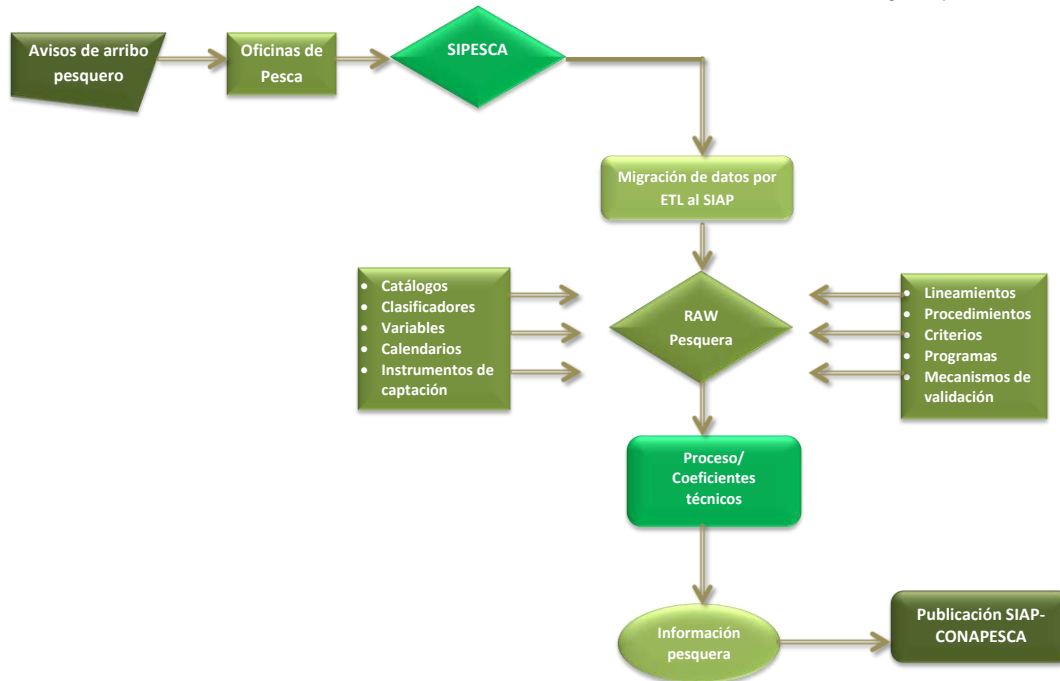 Avisos de arribo
pesquero
Oficinas de
Pesca
SIPESCA
Migración de datos por
ETL al SIAP
• Catálogos
• Clasificadores
• Variables
• Calendarios
• Instrumentos de
captación
RAW
Pesquera
• Lineamientos
• Procedimientos
• Criterios
• Programas
• Mecanismos de
validación
Proceso/
Coeficientes
técnicos
Información
pesquera
Publicación SIAP-
CONAPESCA